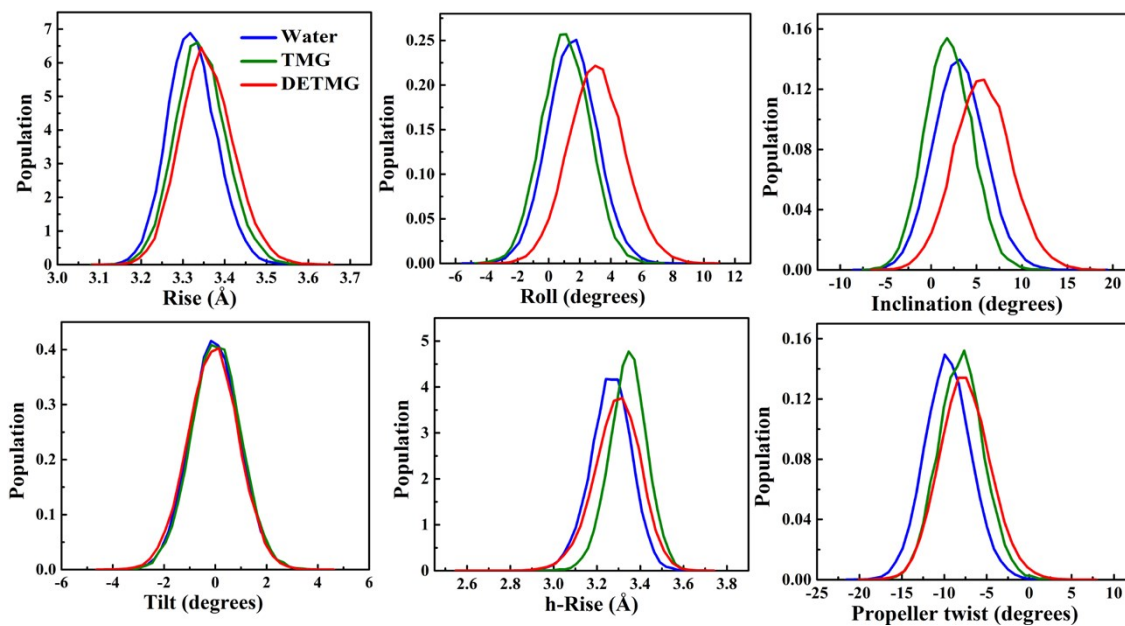 Population
7
6
5
4
3
2
1
0
3.0 3.1 3.2 3.3 3.4 3.5 3.6 3.7
Rise (Å)
Water
TMG
DETMG
Population
0.25
0.20
0.15
0.10
0.05
0.00
-6 -4 -2 0 2 4 6 8 10 12
Roll (degrees)
Population
0.16
0.12
0.08
0.04
0.00
-10 -5 0 5 10 15 20
Inclination (degrees)
Population
0.4
0.3
0.2
0.1
0.0
-6 -4 -2 0 2 4 6
Tilt (degrees)
Population
5
4
3
2
1
0
2.6 2.8 3.0 3.2 3.4 3.6 3.8
h-Rise (Å)
Population
0.16
0.12
0.08
0.04
0.00
-25 -20 -15 -10 -5 0 5 10
Propeller twist (degrees)